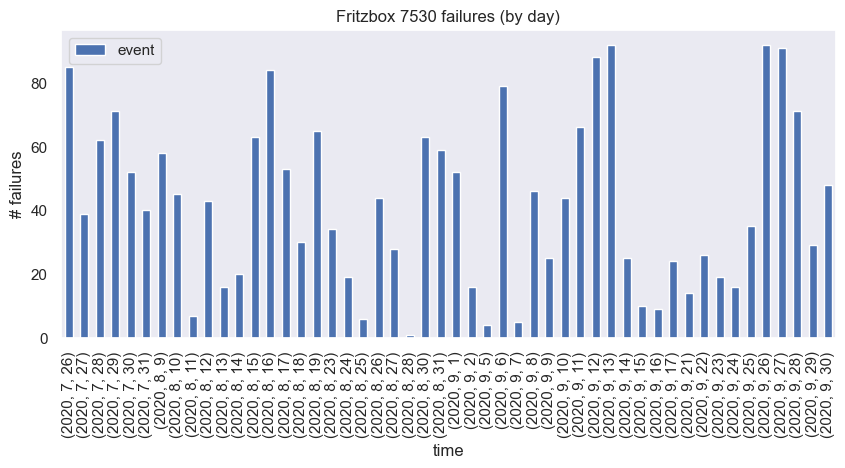 Fritzbox 7530 failures (by day)
event
# failures
80
60
40
20
0
(2020, 7, 26)
(2020, 7, 27)
(2020, 7, 28)
(2020, 7, 29)
(2020, 7, 30)
(2020, 7, 31)
(2020, 8, 9)
(2020, 8, 10)
(2020, 8, 11)
(2020, 8, 12)
(2020, 8, 13)
(2020, 8, 14)
(2020, 8, 15)
(2020, 8, 16)
(2020, 8, 17)
(2020, 8, 18)
(2020, 8, 19)
(2020, 8, 23)
(2020, 8, 24)
(2020, 8, 25)
(2020, 8, 26)
(2020, 8, 27)
(2020, 8, 28)
(2020, 8, 30)
(2020, 8, 31)
(2020, 9, 1)
(2020, 9, 2)
(2020, 9, 5)
(2020, 9, 6)
(2020, 9, 7)
(2020, 9, 8)
(2020, 9, 9)
(2020, 9, 10)
(2020, 9, 11)
(2020, 9, 12)
(2020, 9, 13)
(2020, 9, 14)
(2020, 9, 15)
(2020, 9, 16)
(2020, 9, 17)
(2020, 9, 21)
(2020, 9, 22)
(2020, 9, 23)
(2020, 9, 24)
(2020, 9, 25)
(2020, 9, 26)
(2020, 9, 27)
(2020, 9, 28)
(2020, 9, 29)
(2020, 9, 30)
time